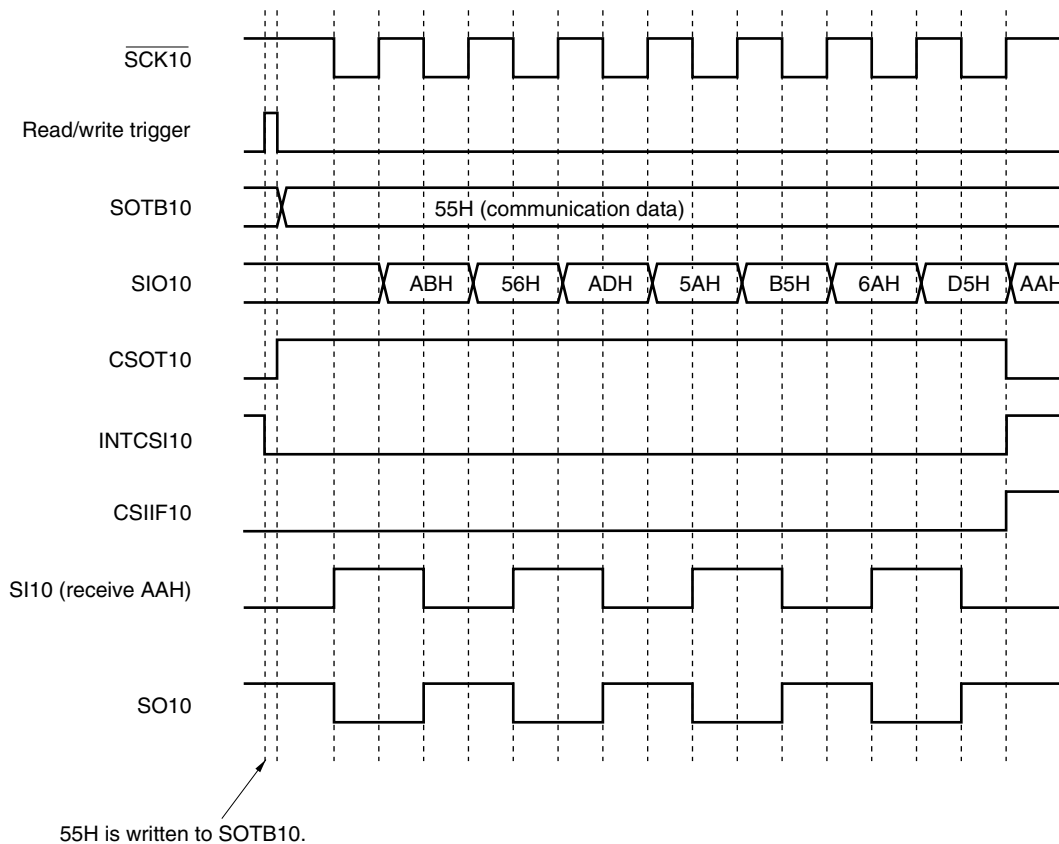 SCK10
Read/write trigger
SOTB10
55H (communication data)
SIO10
ABH 56H ADH 5AH B5H 6AH D5H AAH
CSOT10
INTCSI10
CSIIF10
SI10 (receive AAH)
SO10
55H is written to SOTB10.